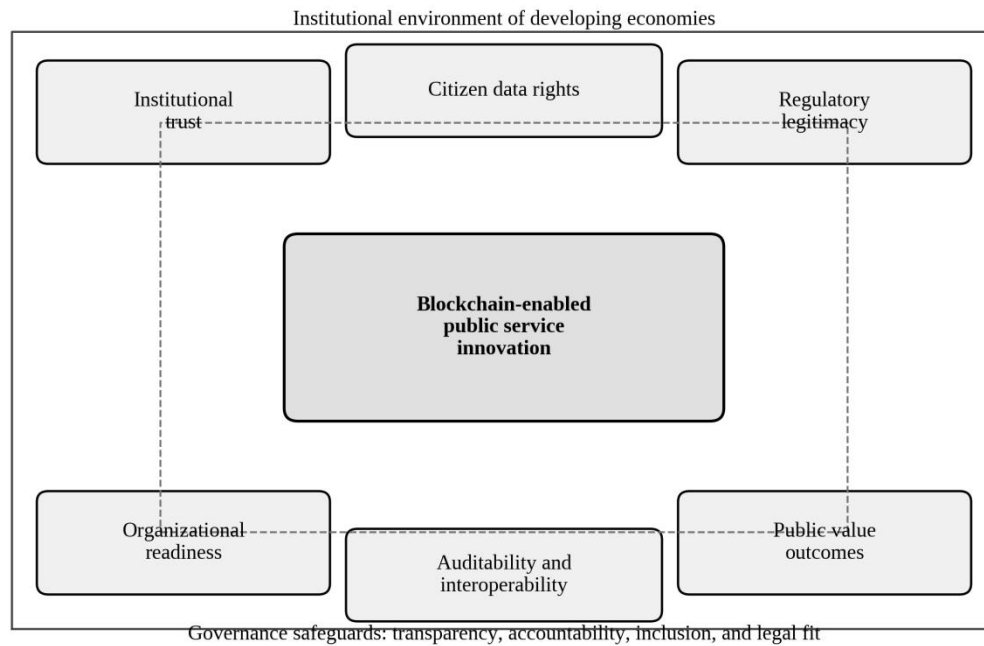 Institutional environment of developing economies
Institutional
trust
Citizen data rights
Regulatory
legitimacy
Blockchain-enabled
public service
innovation
Organizational
readiness
Auditability and
interoperability
Public value
outcomes
Governance safeguards: transparency, accountability, inclusion, and legal fit